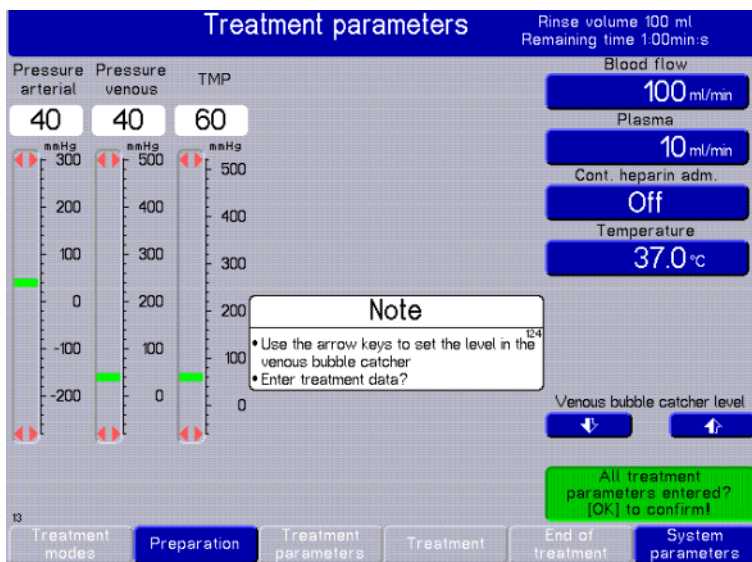 Treatment parameters
Rinse volume 100 ml
Remaining time 1:00min:s
Pressure arterial
Pressure venous
TMP
40
40
60
mmHg
mmHg
mmHg
300
200
100
0
-100
-200
500
400
300
200
100
0
500
400
300
200
100
0
Blood flow
100 ml/min
Plasma
10 ml/min
Cont. heparin adm.
Off
Temperature
37.0 °C
Note
124
• Use the arrow keys to set the level in the
venous bubble catcher
• Enter treatment data?
Venous bubble catcher level
All treatment
parameters entered?
[OK] to confirm!
13
Treatment
modes
Preparation
Treatment
parameters
Treatment
End of
treatment
System
parameters